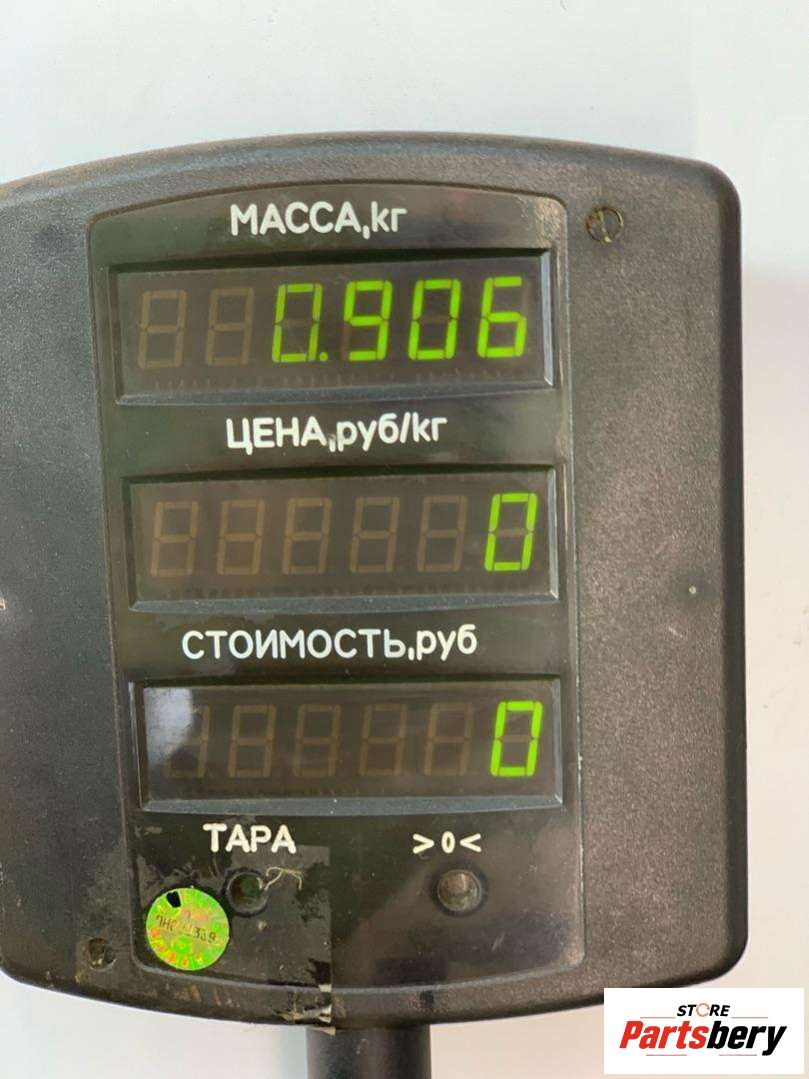 МАССА,кг
0.906
ЦЕНА,руб/кг
0
СТОИМОСТЬ,руб
0
ТАРА >0<
STORE
Partsbery